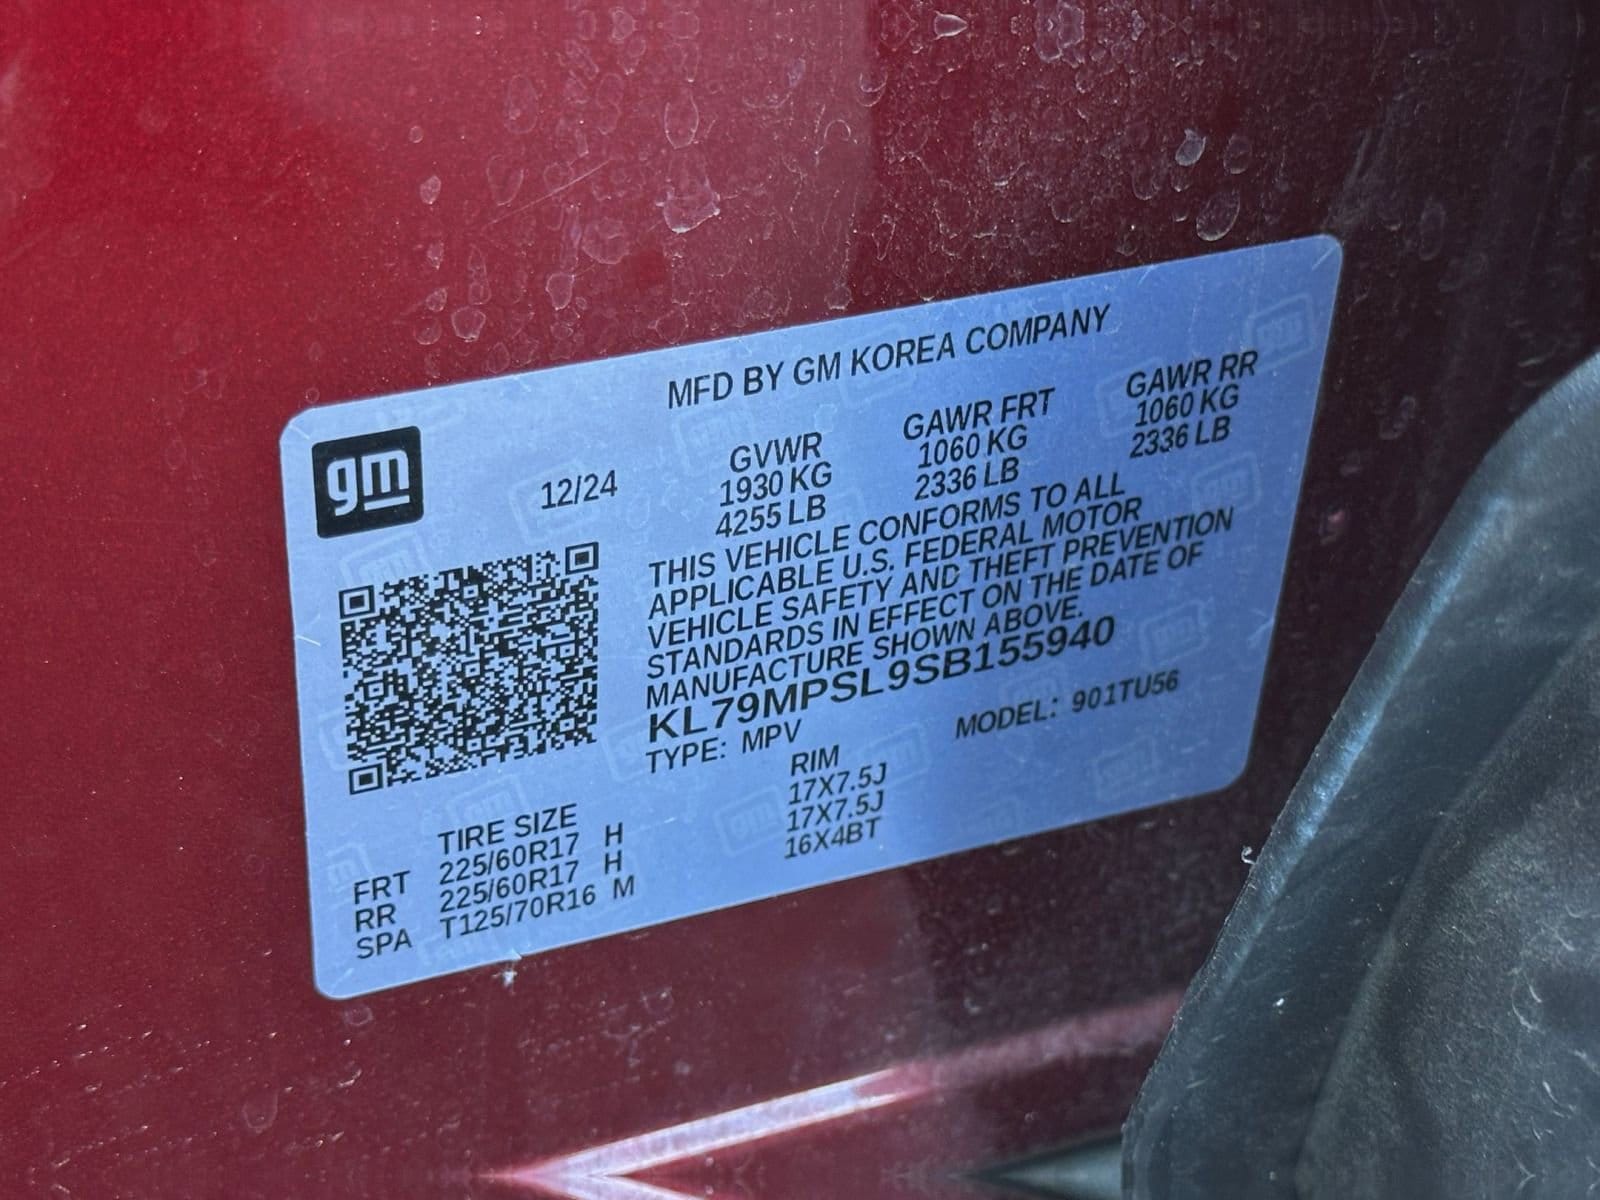 MFD BY GM KOREA COMPANY
gm
12/24
GVWR GAWR FRT GAWR RR
1930 KG 1060 KG 1060 KG
4255 LB 2336 LB 2336 LB
THIS VEHICLE CONFORMS TO ALL
APPLICABLE U.S. FEDERAL MOTOR
VEHICLE SAFETY AND THEFT PREVENTION
STANDARDS IN EFFECT ON THE DATE OF
MANUFACTURE SHOWN ABOVE.
KL79MPSL9SB155940
TYPE: MPV MODEL: 901TU56
TIRE SIZE RIM
FRT 225/60R17 H 17X7.5J
RR 225/60R17 H 17X7.5J
SPA T125/70R16 M 16X4BT